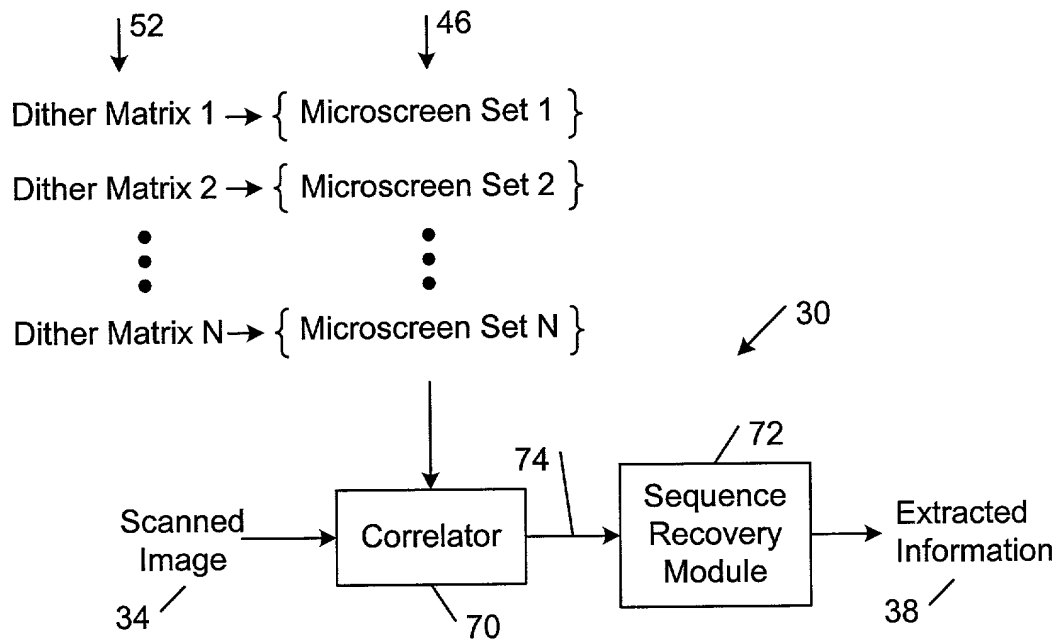 52
46
Dither Matrix 1 → { Microscreen Set 1 }
Dither Matrix 2 → { Microscreen Set 2 }
Dither Matrix N → { Microscreen Set N }
30
72
74
Scanned
Image
Correlator
Sequence
Recovery
Module
Extracted
Information
34
70
38